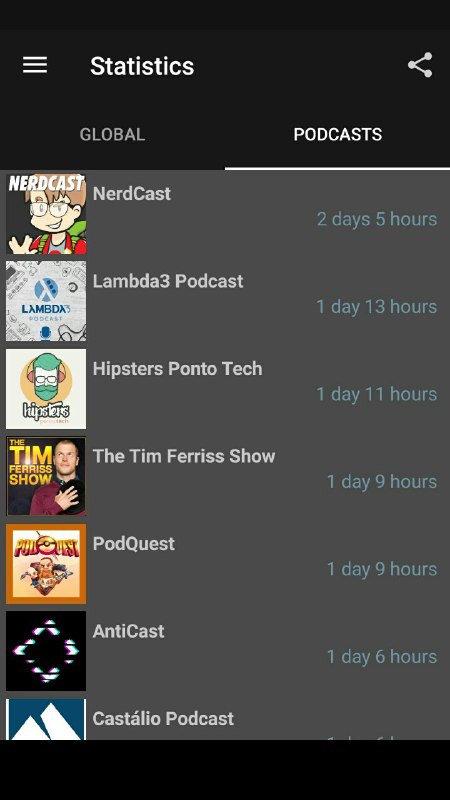 Statistics
GLOBAL
PODCASTS
NERDCAST
NerdCast
2 days 5 hours
LAMBDA3
PODCAST
Lambda3 Podcast
1 day 13 hours
hipsters
Hipsters Ponto Tech
1 day 11 hours
THE
TIM
FERRISS
SHOW
The Tim Ferriss Show
1 day 9 hours
PODQUEST
PodQuest
1 day 9 hours
AntiCast
1 day 6 hours
Castálio Podcast